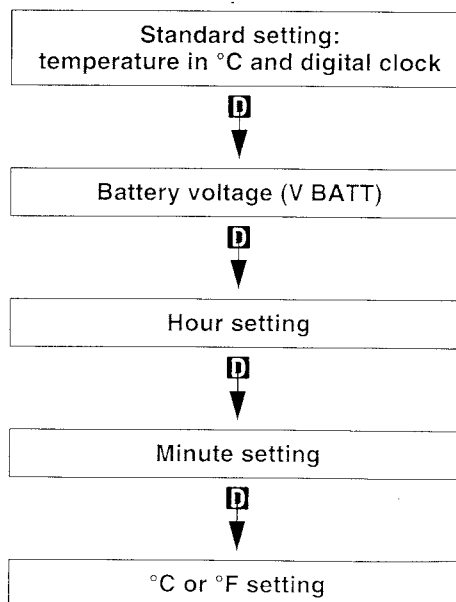 Standard setting:
temperature in °C and digital clock
D
Battery voltage (V BATT)
D
Hour setting
D
Minute setting
D
°C or °F setting